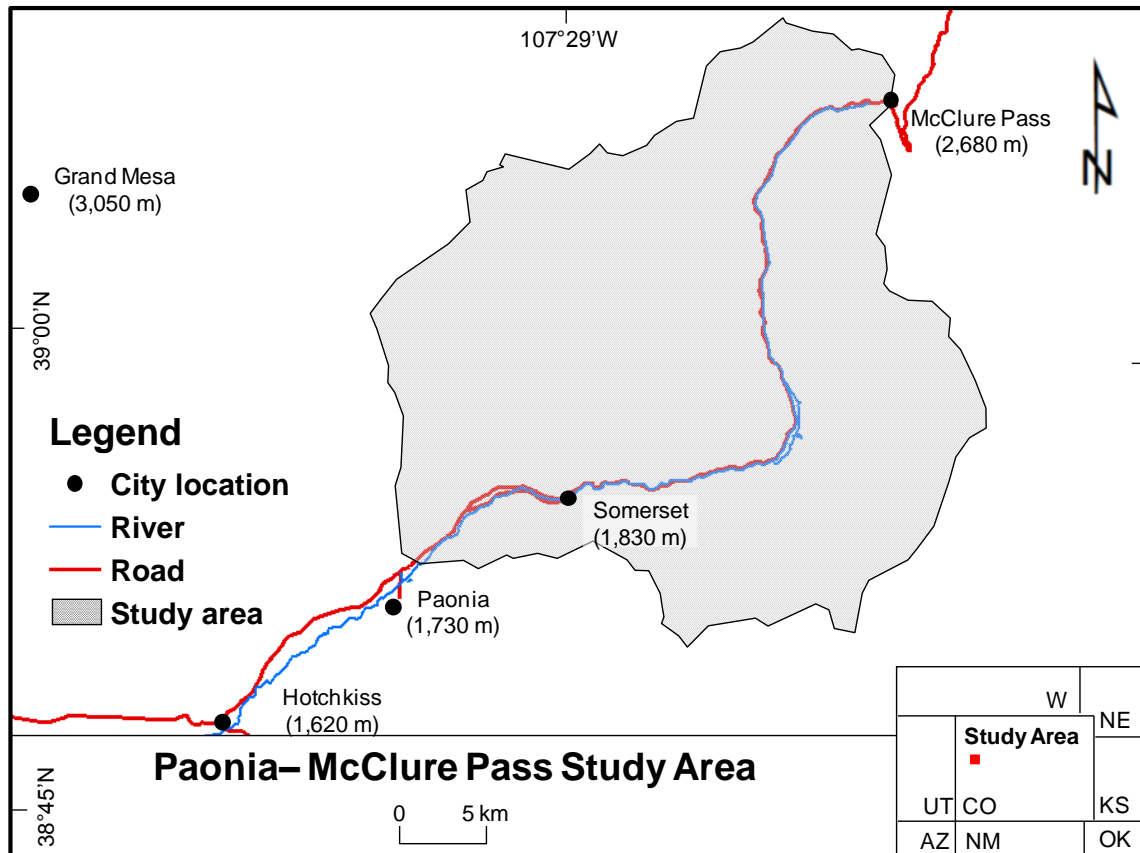 107°29'W
McClure Pass
(2,680 m)
N
Grand Mesa
(3,050 m)
39°00'N
Legend
City location
River
Road
Study area
Somerset
(1,830 m)
Paonia
(1,730 m)
Hotchkiss
(1,620 m)
Paonia– McClure Pass Study Area
38°45'N
0 5 km
W
NE
Study Area
UT CO KS
AZ NM OK